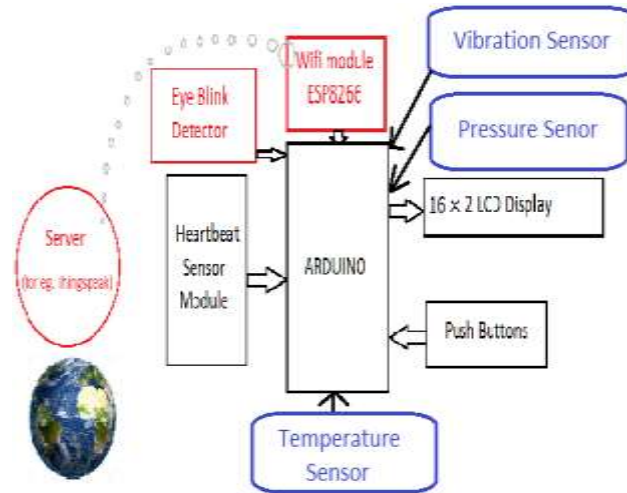 Wifi module
ESP8266
Vibration Sensor
Eye Blink
Detector
Pressure Senor
16 × 2 LCD Display
Server
(for eg. thingspeak)
Heartbeat
Sensor
Module
ARDUINO
Push Buttons
Temperature
Sensor